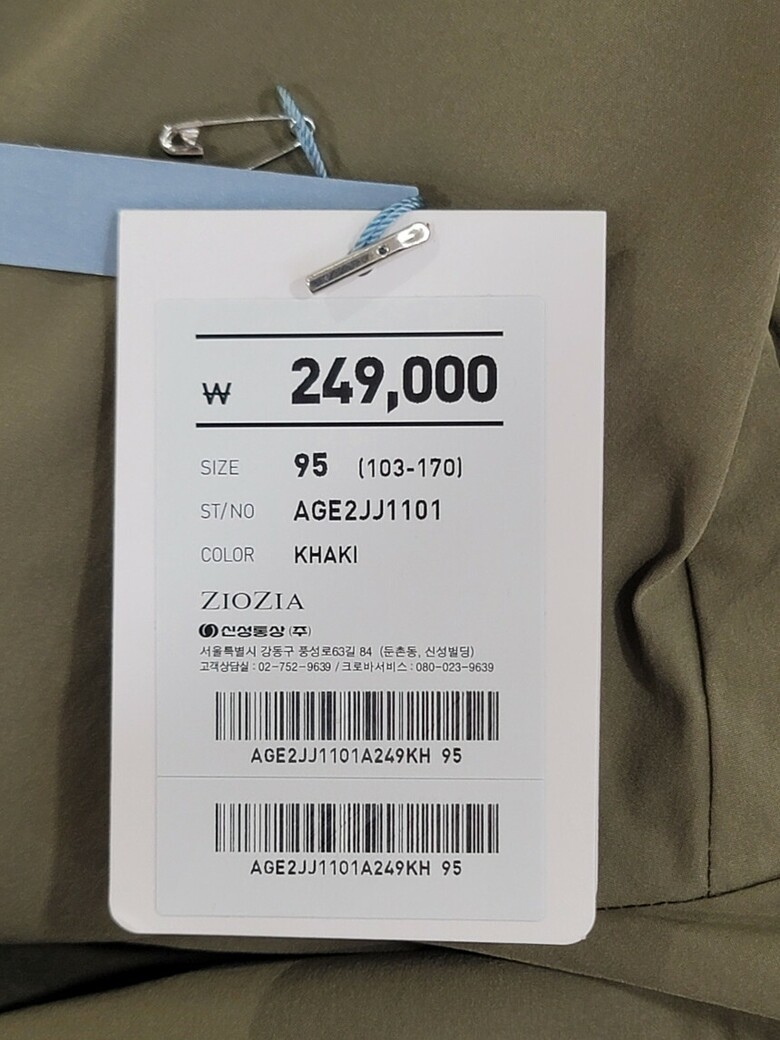 ₩ 249,000
SIZE 95 (103-170)
ST/NO AGE2JJ1101
COLOR KHAKI
ZIOZIA
신성통상 (주)
서울특별시 강동구 풍성로63길 84 (둔촌동, 신성빌딩)
고객상담실 : 02-752-9639 / 크로바서비스 : 080-023-9639
AGE2JJ1101A249KH 95
AGE2JJ1101A249KH 95